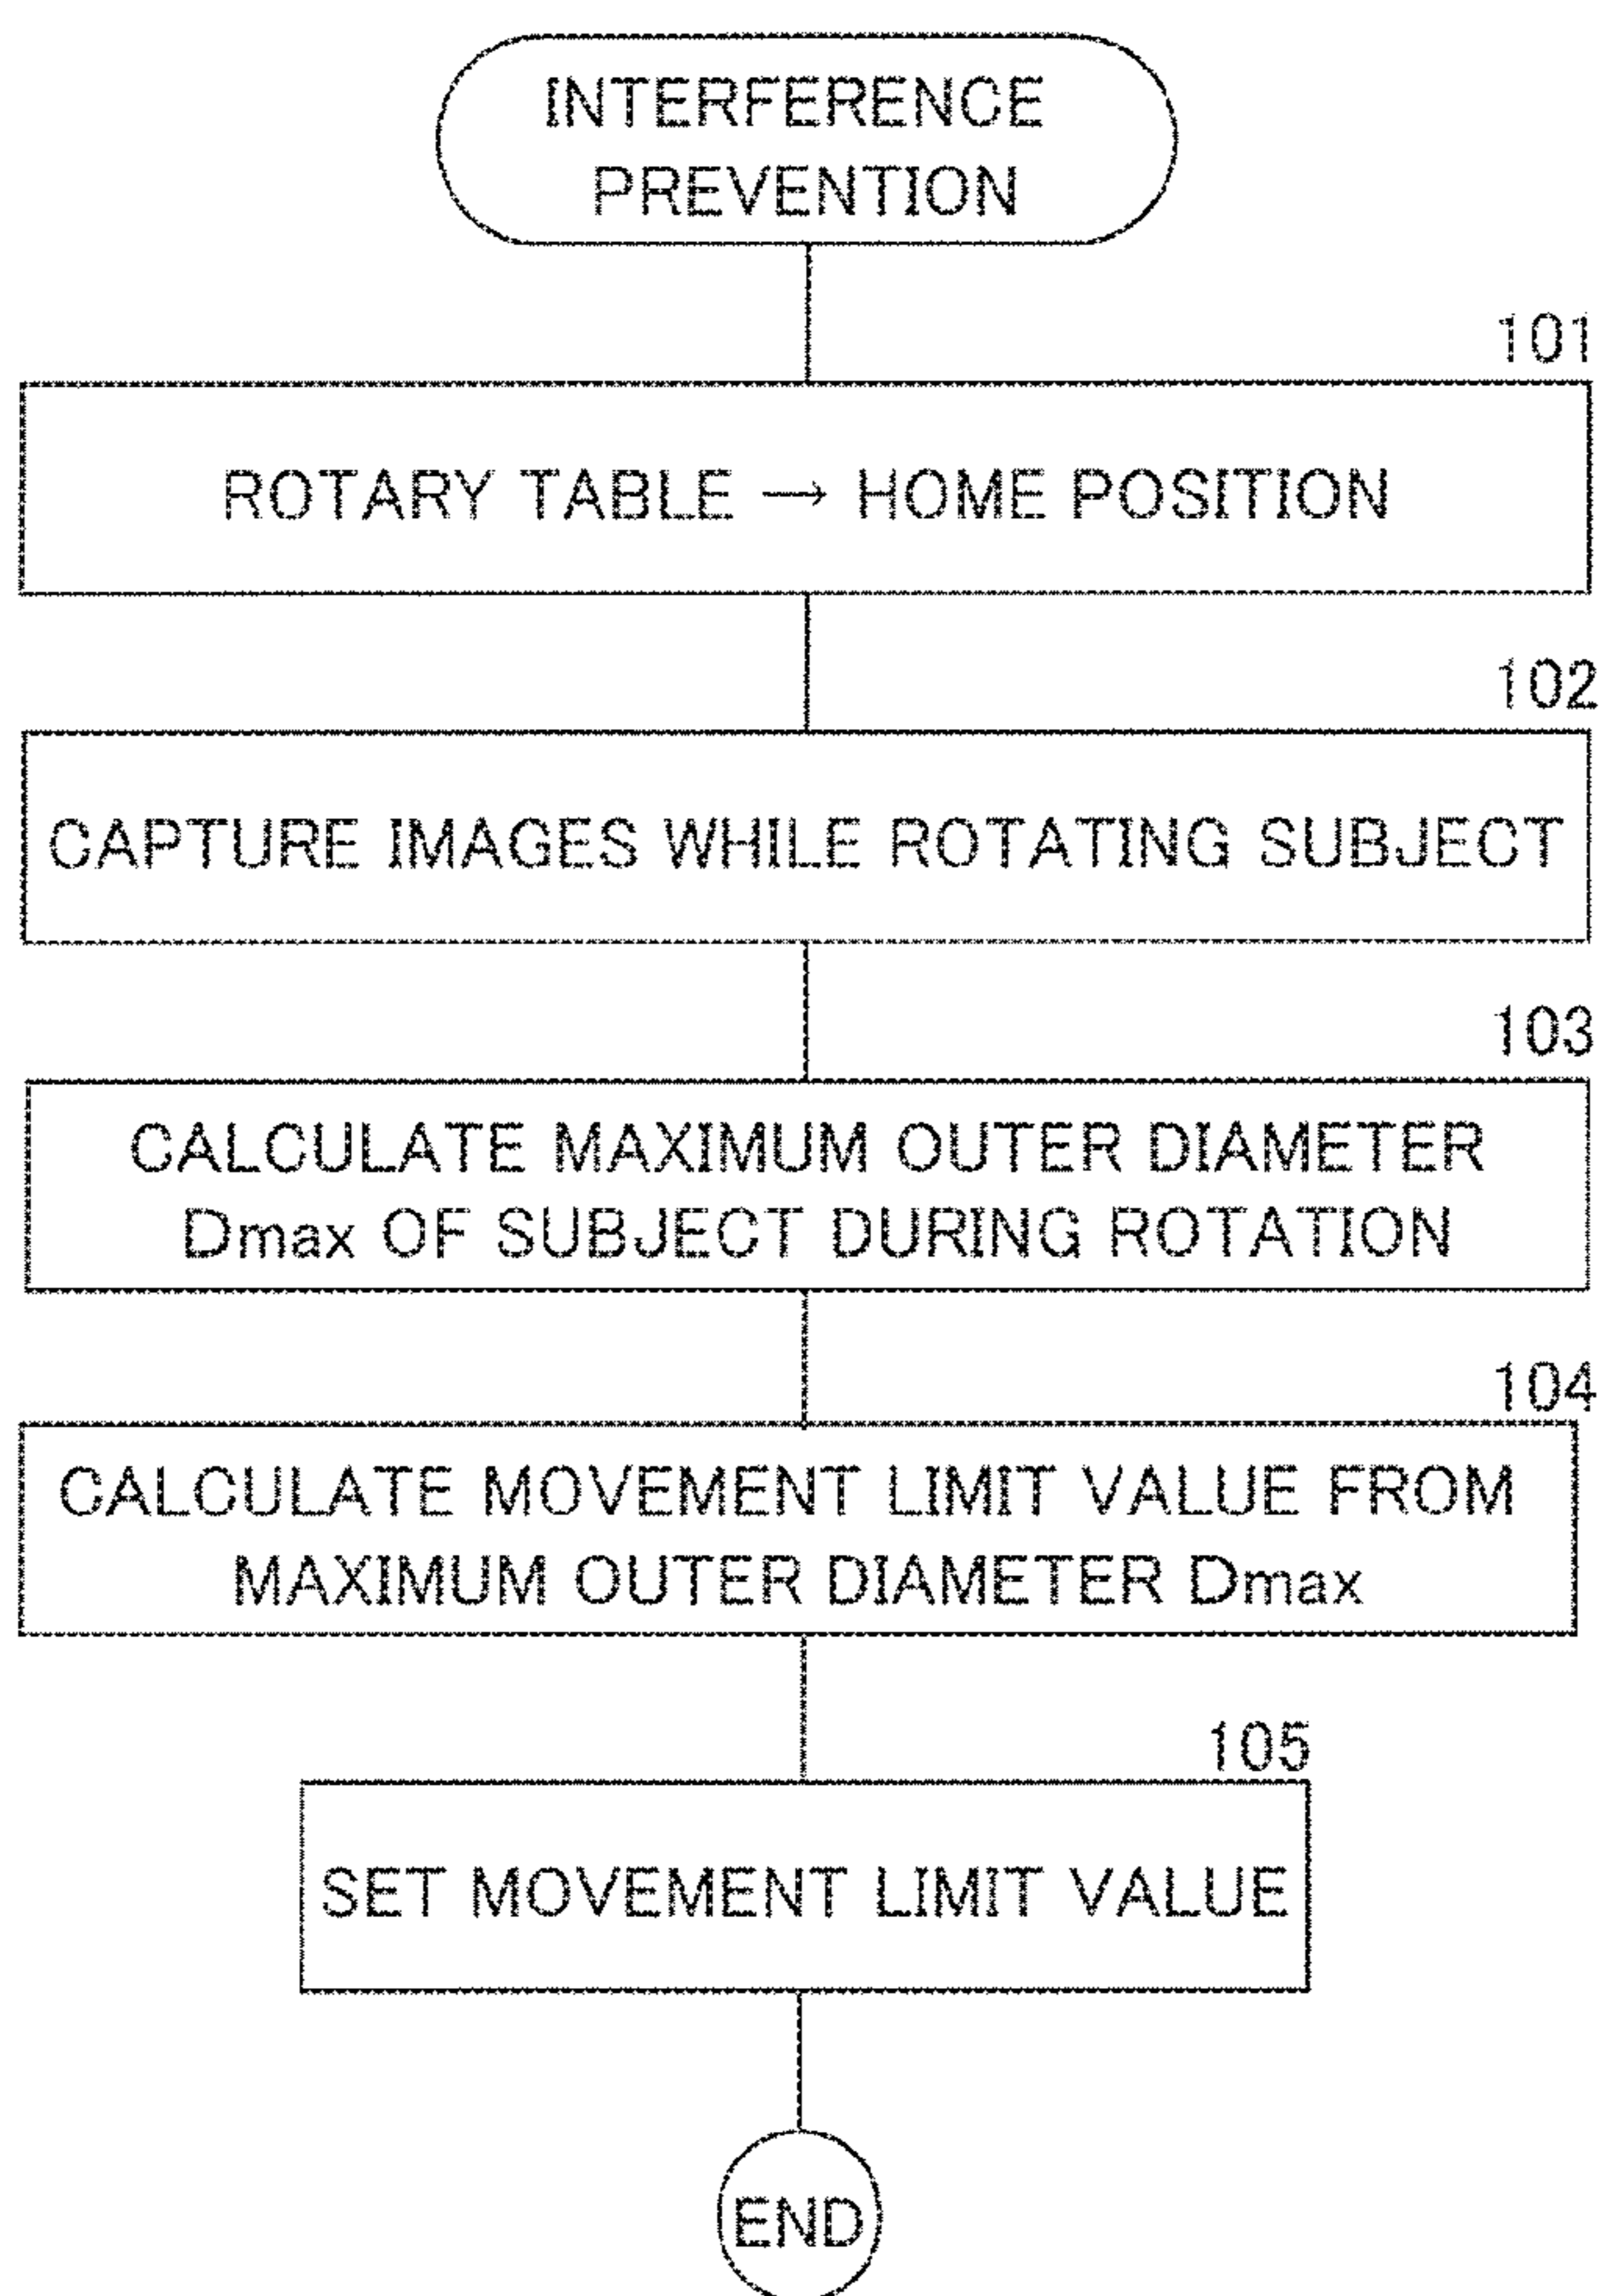 INTERFERENCE
PREVENTION
101
ROTARY TABLE → HOME POSITION
102
CAPTURE IMAGES WHILE ROTATING SUBJECT
103
CALCULATE MAXIMUM OUTER DIAMETER
Dmax OF SUBJECT DURING ROTATION
104
CALCULATE MOVEMENT LIMIT VALUE FROM
MAXIMUM OUTER DIAMETER Dmax
105
SET MOVEMENT LIMIT VALUE
END